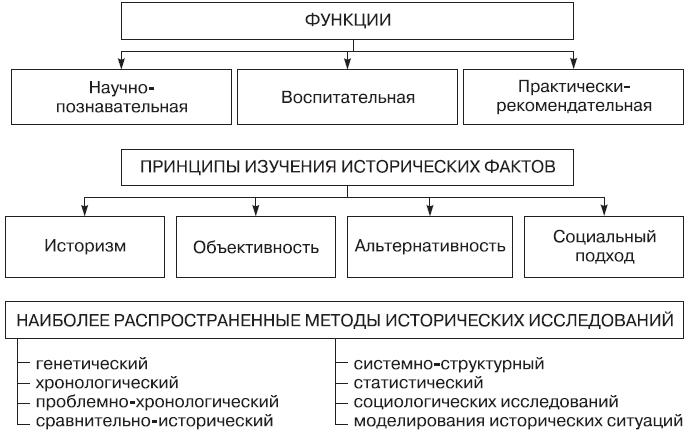 ФУНКЦИИ
Научно-
познавательная
Воспитательная
Практически-
рекомендательная
ПРИНЦИПЫ ИЗУЧЕНИЯ ИСТОРИЧЕСКИХ ФАКТОВ
Историзм
Объективность
Альтернативность
Социальный
подход
НАИБОЛЕЕ РАСПРОСТРАНЕННЫЕ МЕТОДЫ ИСТОРИЧЕСКИХ ИССЛЕДОВАНИЙ
генетический
хронологический
проблемно-хронологический
сравнительно-исторический
системно-структурный
статистический
социологических исследований
моделирования исторических ситуаций